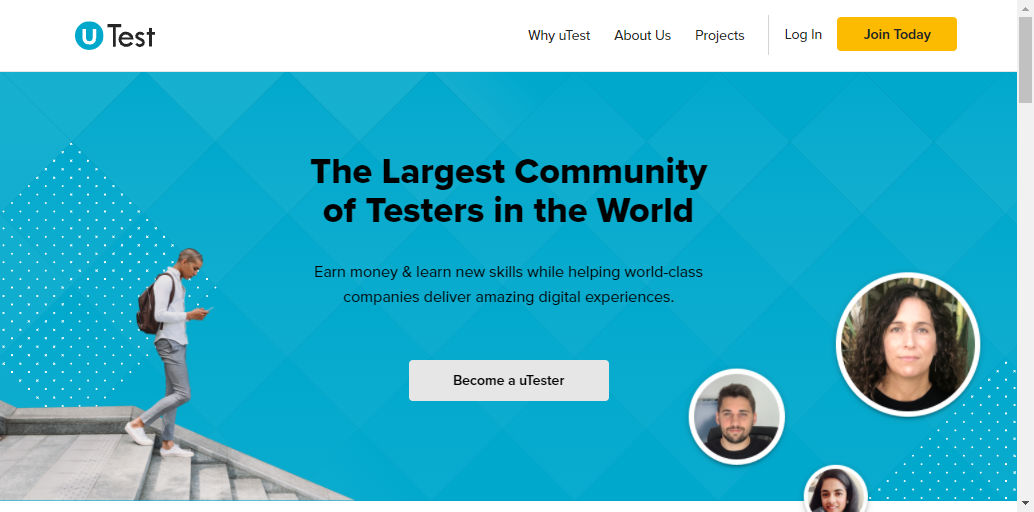 uTest
Why uTest
About Us
Projects
Log In
Join Today
The Largest Community
of Testers in the World
Earn money & learn new skills while helping world-class
companies deliver amazing digital experiences.
Become a uTester